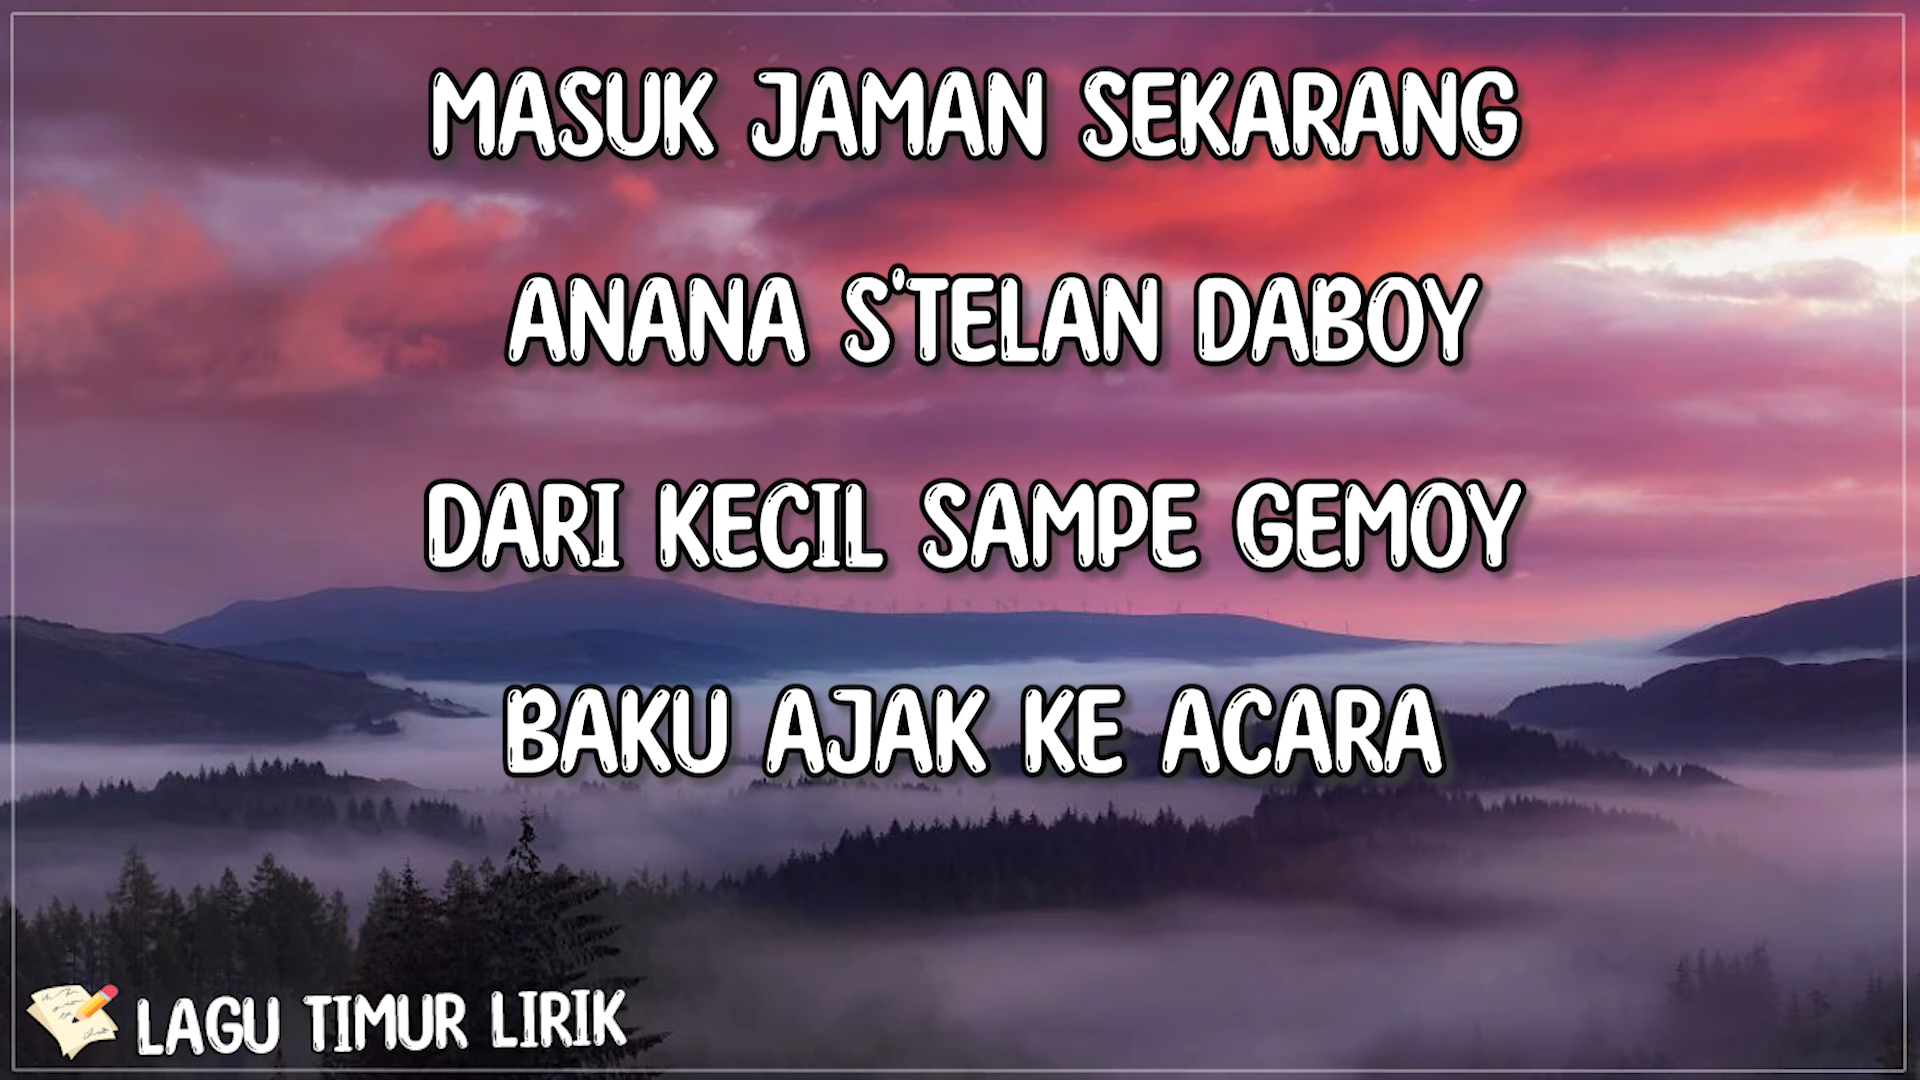 MASUK JAMAN SEKARANG
ANANA S'TELAN DABOY
DARI KECIL SAMPE GEMOY
BAKU AJAK KE ACARA
LAGU TIMUR LIRIK